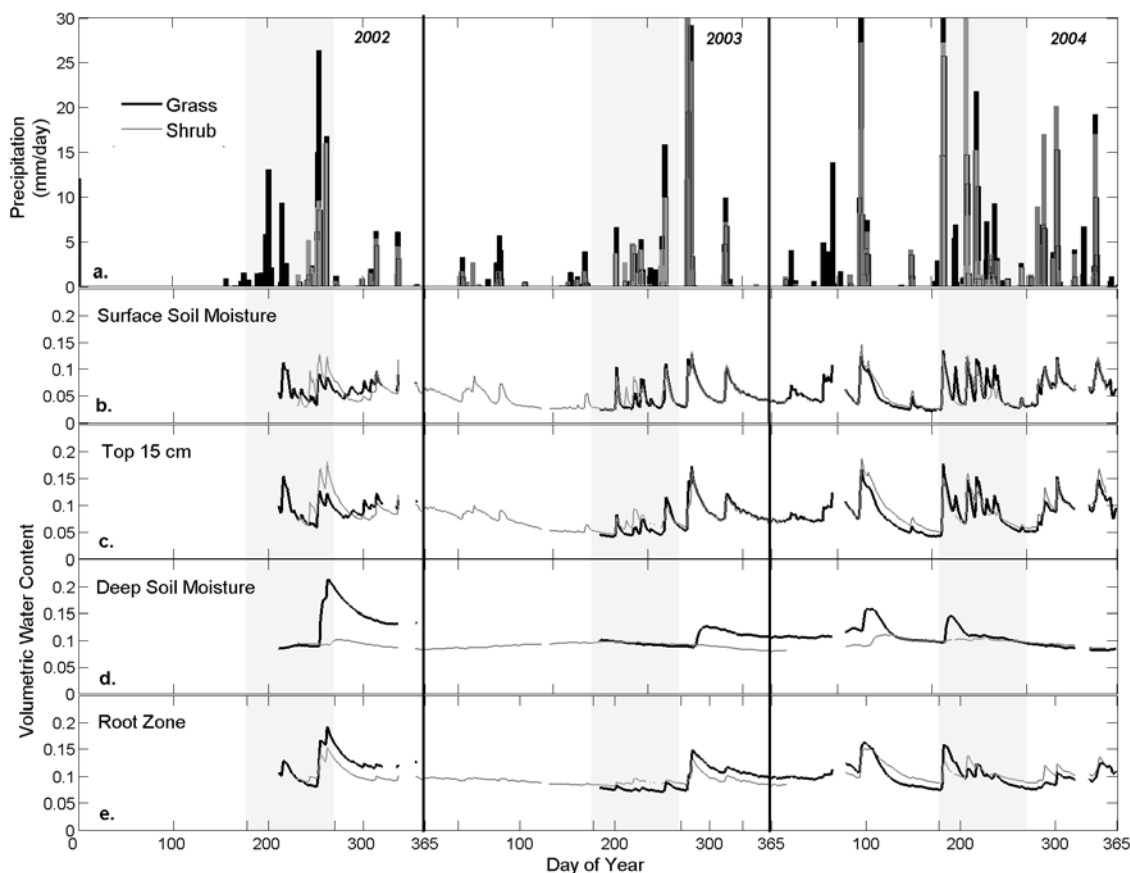 2002
2003
2004
30
25
20
15
10
5
0
Precipitation
(mm/day)
Grass
Shrub
a.
0.2
0.15
0.1
0.05
0
Surface Soil Moisture
b.
0.2
0.15
0.1
0.05
0
Top 15 cm
c.
Volumetric Water Content
0.2
0.15
0.1
0.05
0
Deep Soil Moisture
d.
0.2
0.15
0.1
0.05
0
Root Zone
e.
0 100 200 300 365 100 200 300 365 100 200 300 365
Day of Year